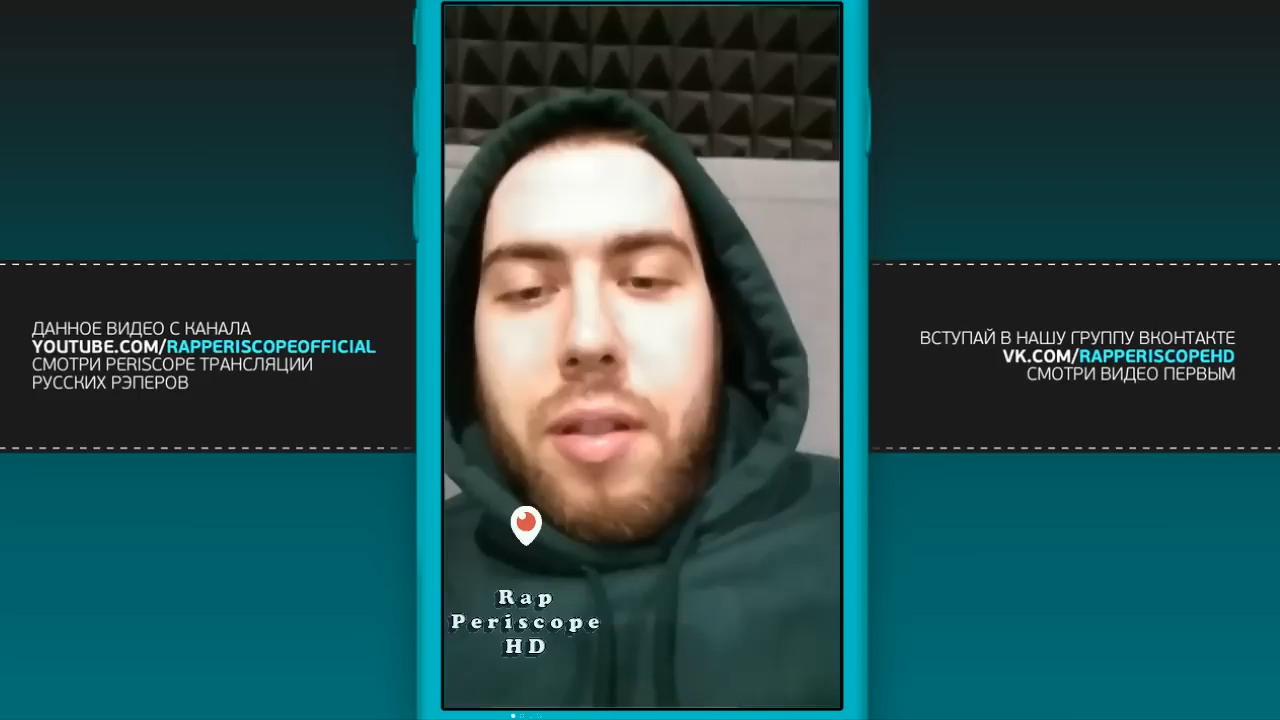 ДАННОЕ ВИДЕО С КАНАЛА
YOUTUBE.COM/RAPPERISCOPEOFFICIAL
СМОТРИ PERISCOPE ТРАНСЛЯЦИИ
РУССКИХ РЭПЕРОВ
ВСТУПАЙ В НАШУ ГРУППУ ВКОНТАКТЕ
VK.COM/RAPPERISCOPEHD
СМОТРИ ВИДЕО ПЕРВЫМ
Rap
Periscope
HD